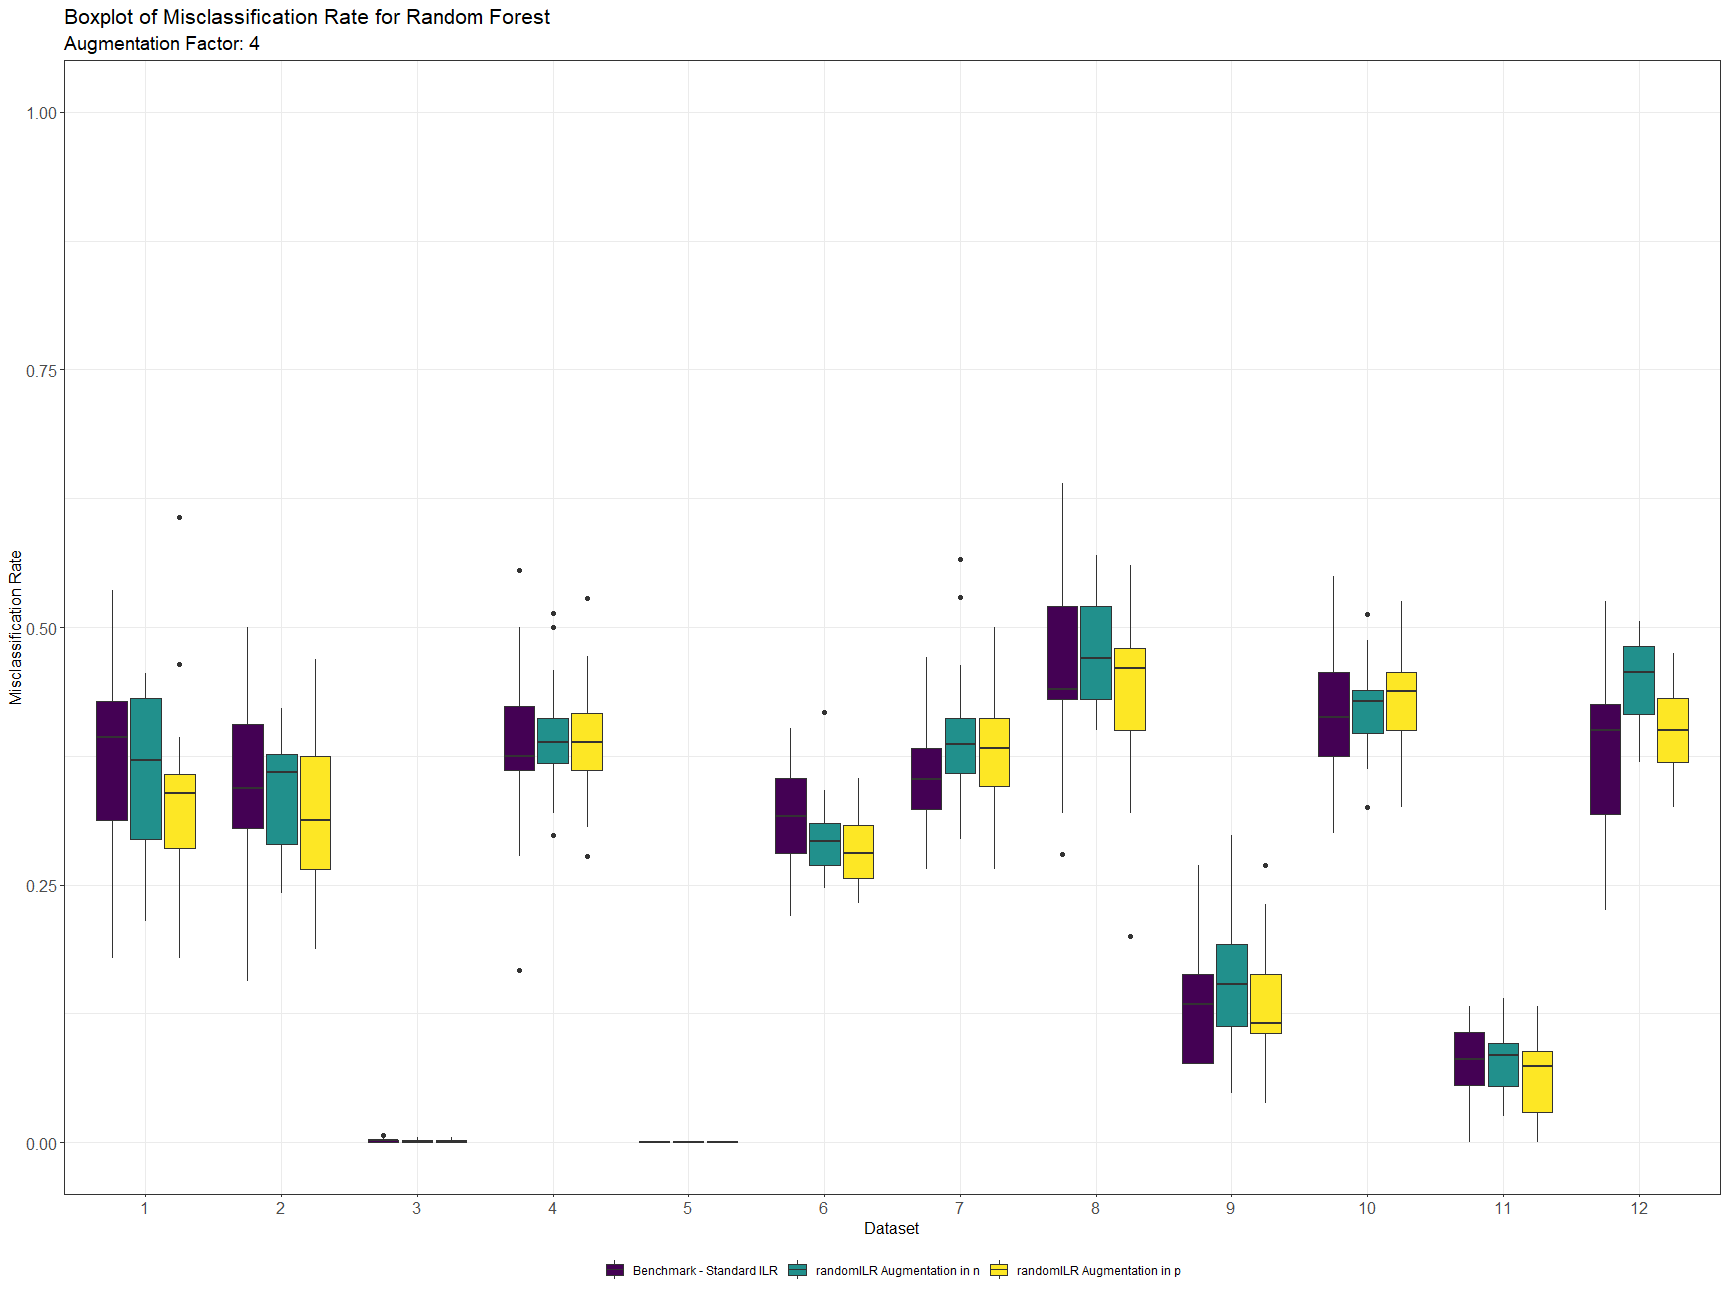 Boxplot of Misclassification Rate for Random Forest
Augmentation Factor: 4
1.00
0.75
0.50
0.25
0.00
Misclassification Rate
1 2 3 4 5 6 7 8 9 10 11 12
Dataset
Benchmark - Standard ILR randomILR Augmentation in n randomILR Augmentation in p